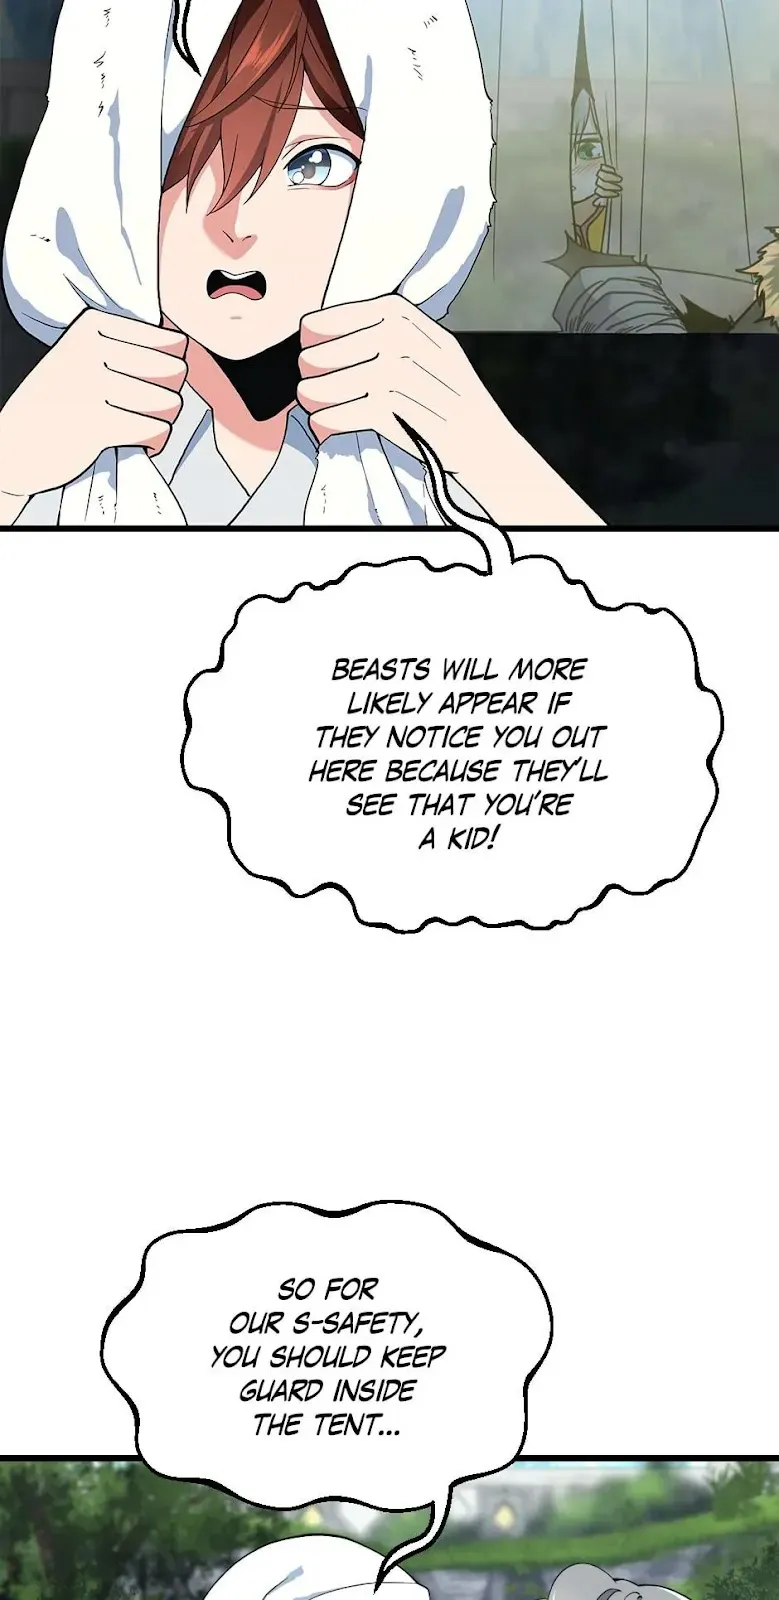 BEASTS WILL MORE
LIKELY APPEAR IF
THEY NOTICE YOU OUT
HERE BECAUSE THEY'LL
SEE THAT YOU'RE
A KID!
SO FOR
OUR S-SAFETY,
YOU SHOULD KEEP
GUARD INSIDE
THE TENT...